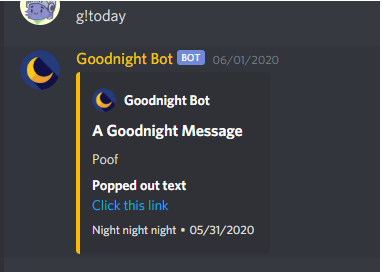 g!today
Goodnight Bot BOT 06/01/2020
Goodnight Bot
A Goodnight Message
Poof
Popped out text
Click this link
Night night night • 05/31/2020